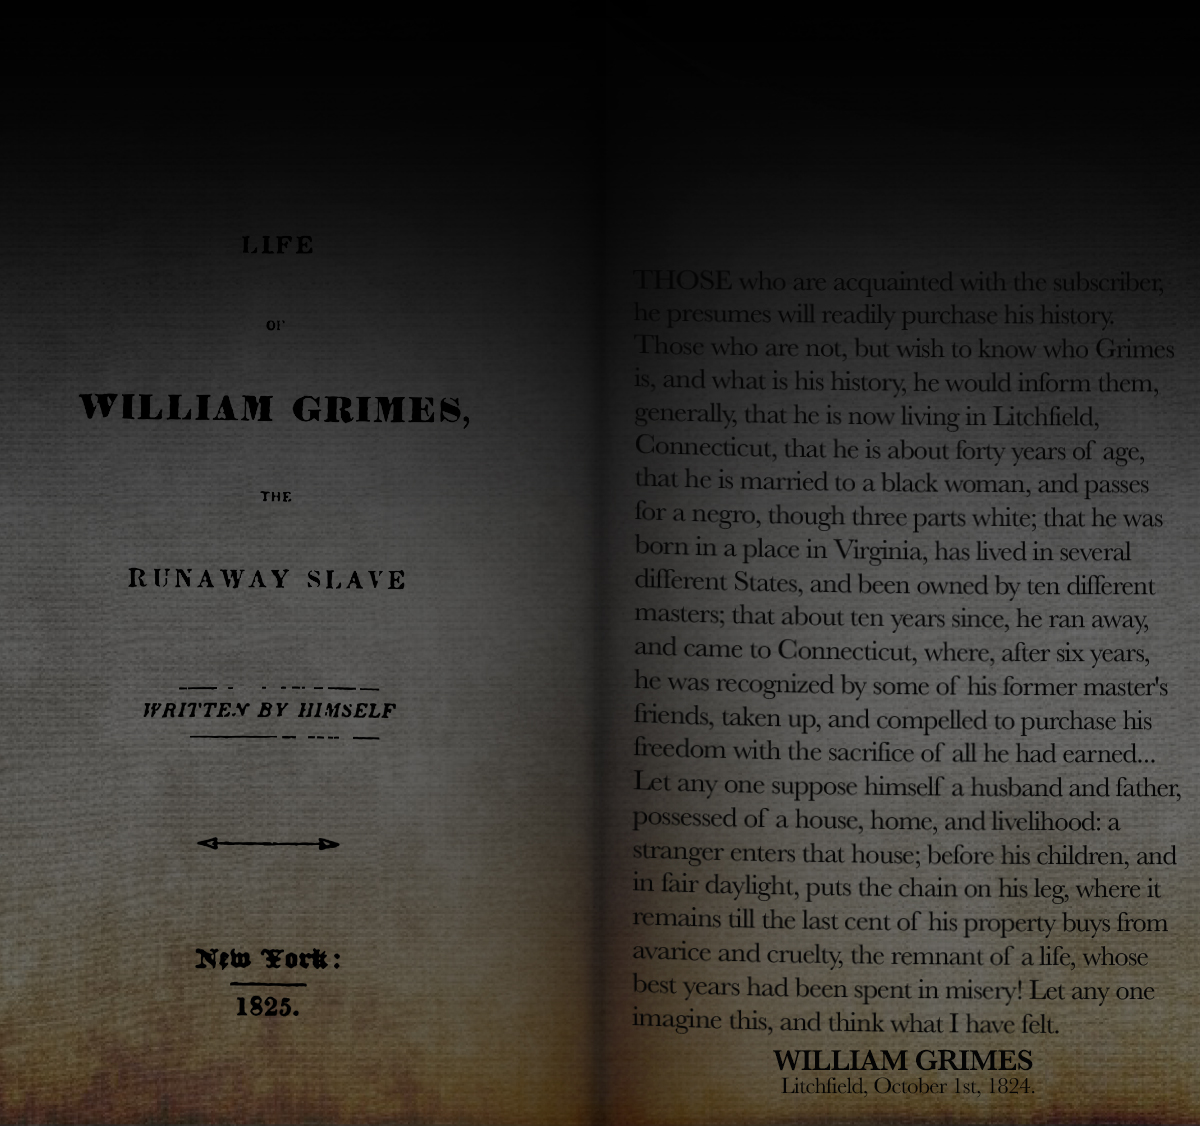 LIFE
OF
WILLIAM GRIMES,
THE
RUNAWAY SLAVE
WRITTEN BY HIMSELF
New York:
1825.
THOSE who are acquainted with the subscriber,
he presumes will readily purchase his history.
Those who are not, but wish to know who Grimes
is, and what is his history, he would inform them,
generally, that he is now living in Litchfield,
Connecticut, that he is about forty years of age,
that he is married to a black woman, and passes
for a negro, though three parts white; that he was
born in a place in Virginia, has lived in several
different States, and been owned by ten different
masters; that about ten years since, he ran away,
and came to Connecticut, where, after six years,
he was recognized by some of his former master's
friends, taken up, and compelled to purchase his
freedom with the sacrifice of all he had earned...
Let any one suppose himself a husband and father,
possessed of a house, home, and livelihood: a
stranger enters that house; before his children, and
in fair daylight, puts the chain on his leg, where it
remains till the last cent of his property buys from
avarice and cruelty, the remnant of a life, whose
best years had been spent in misery! Let any one
imagine this, and think what I have felt.
WILLIAM GRIMES
Litchfield, October 1st, 1824.